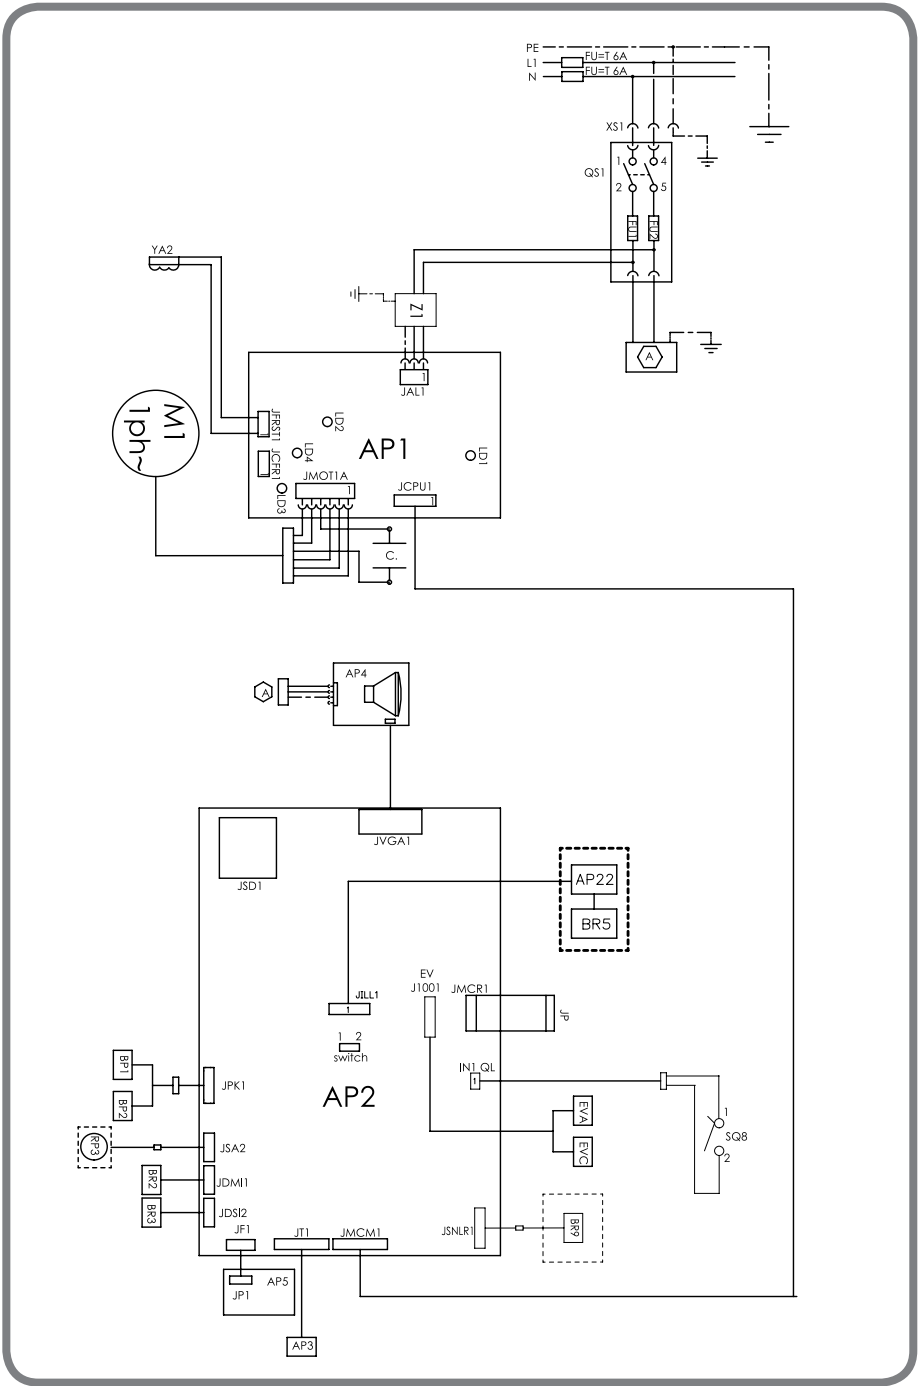 PE
L1 FU=T 6A
N FU=T 6A
XS1
1 4
QS1
2 5
FU1 FU2
YA2
Z1
A
1
JAL1
M1
1ph~
JFRST1
LD2
AP1
LD4
JCFR1
LD1
JMOT1A
1
JCPU1
1
LD3
C.
AP4
A
JVGA1
JSD1
AP22
BR5
EV
J1001
JMCR1
JILL1
1
JP
1 2
switch
IN1 QL
1
BP1
JPK1
AP2
BP2
EVA
1
SQ8
2
RP3
JSA2
EVC
BR2
JDMI1
BR3
JDSI2
JF1
JT1
JMCM1
JSNLR1
BR9
AP5
JP1
AP3